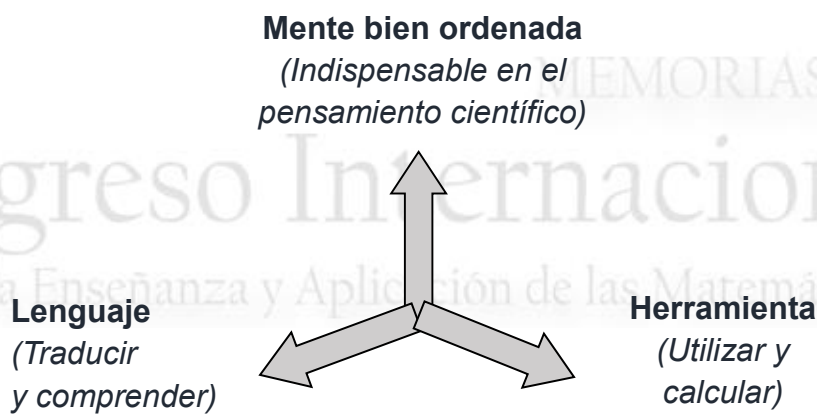 Mente bien ordenada
(Indispensable en el
pensamiento científico)
MEMORIAS
greso Internacion
a Enseñanza y Aplicación de las Matemá
Lenguaje
(Traducir
y comprender)
Herramienta
(Utilizar y
calcular)